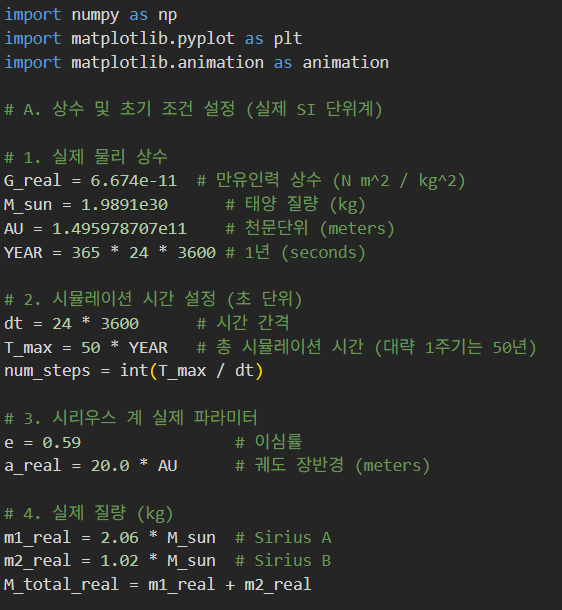 import numpy as np
import matplotlib.pyplot as plt
import matplotlib.animation as animation
# A. 상수 및 초기 조건 설정 (실제 SI 단위계)
# 1. 실제 물리 상수
G_real = 6.674e-11  # 만유인력 상수 (N m^2 / kg^2)
M_sun = 1.9891e30      # 태양 질량 (kg)
AU = 1.495978707e11    # 천문단위 (meters)
YEAR = 365 * 24 * 3600 # 1년 (seconds)
# 2. 시뮬레이션 시간 설정 (초 단위)
dt = 24 * 3600      # 시간 간격
T_max = 50 * YEAR   # 총 시뮬레이션 시간 (대략 1주기는 50년)
num_steps = int(T_max / dt)
# 3. 시리우스 계 실제 파라미터
e = 0.59                # 이심률
a_real = 20.0 * AU      # 궤도 장반경 (meters)
# 4. 실제 질량 (kg)
m1_real = 2.06 * M_sun  # Sirius A
m2_real = 1.02 * M_sun  # Sirius B
M_total_real = m1_real + m2_real